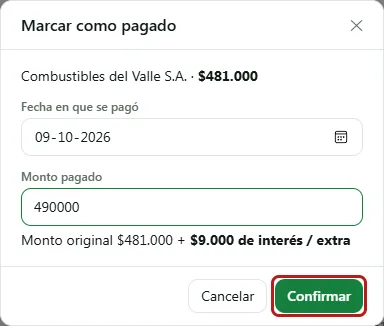 Marcar como pagado
Combustibles del Valle S.A. · $481.000
Fecha en que se pagó
09-10-2026
Monto pagado
490000
Monto original $481.000 + $9.000 de interés / extra
Cancelar
Confirmar